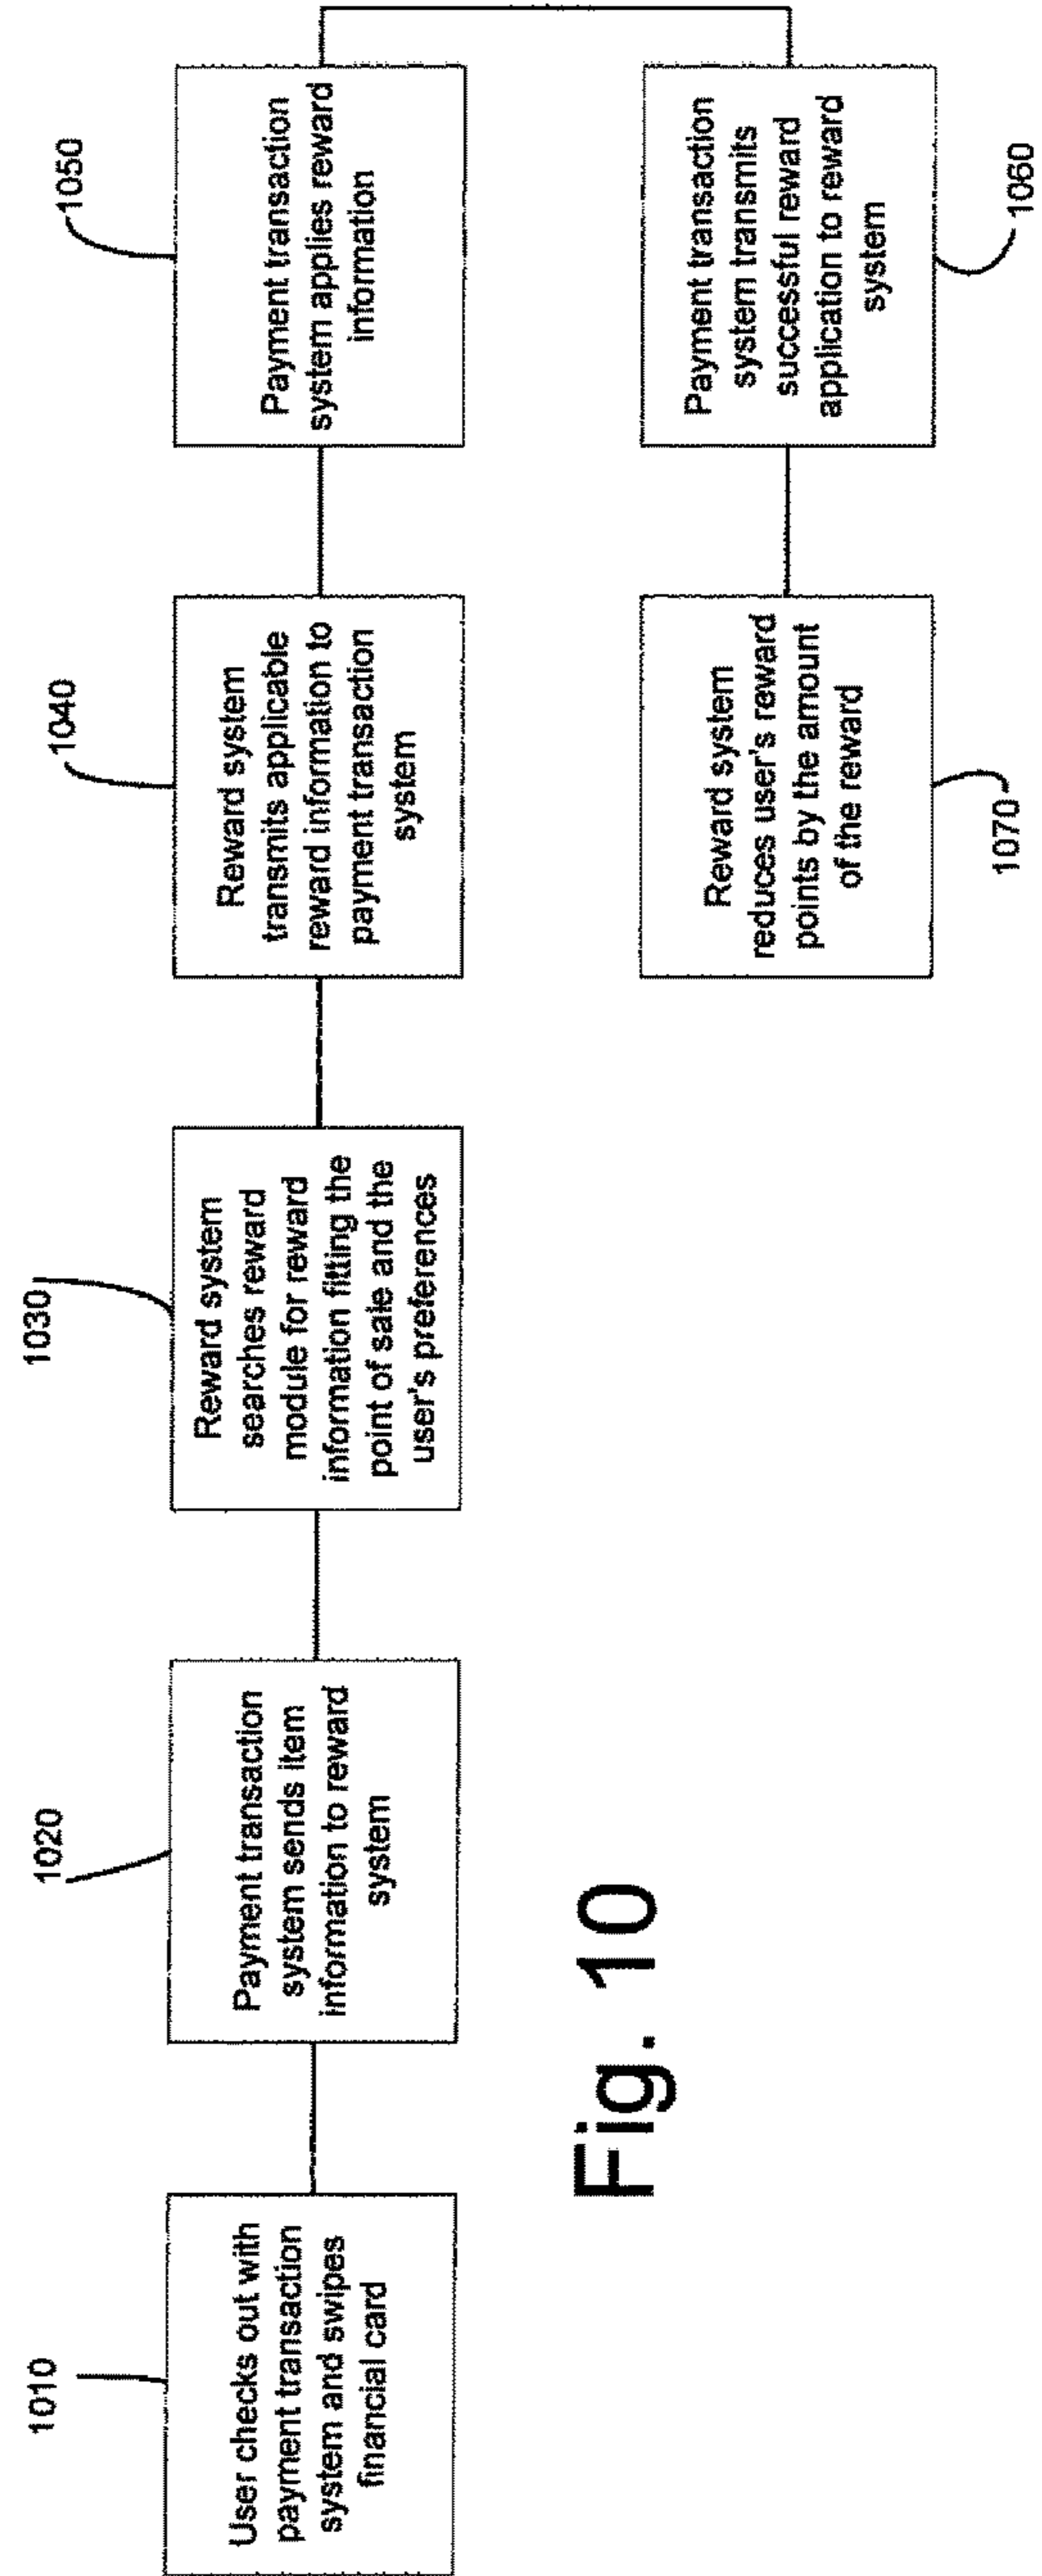 1010
User checks out with
payment transaction
system and swipes
financial card
1020
Payment transaction
system sends item
information to reward
system
1030
Reward system
searches reward
module for reward
information fitting the
point of sale and the
user's preferences
1040
Reward system
transmits applicable
reward information to
payment transaction
system
1050
Payment transaction
system applies reward
information
Payment transaction
system transmits
successful reward
application to reward
system
1060
Reward system
reduces user's reward
points by the amount
of the reward
1070
Fig. 10